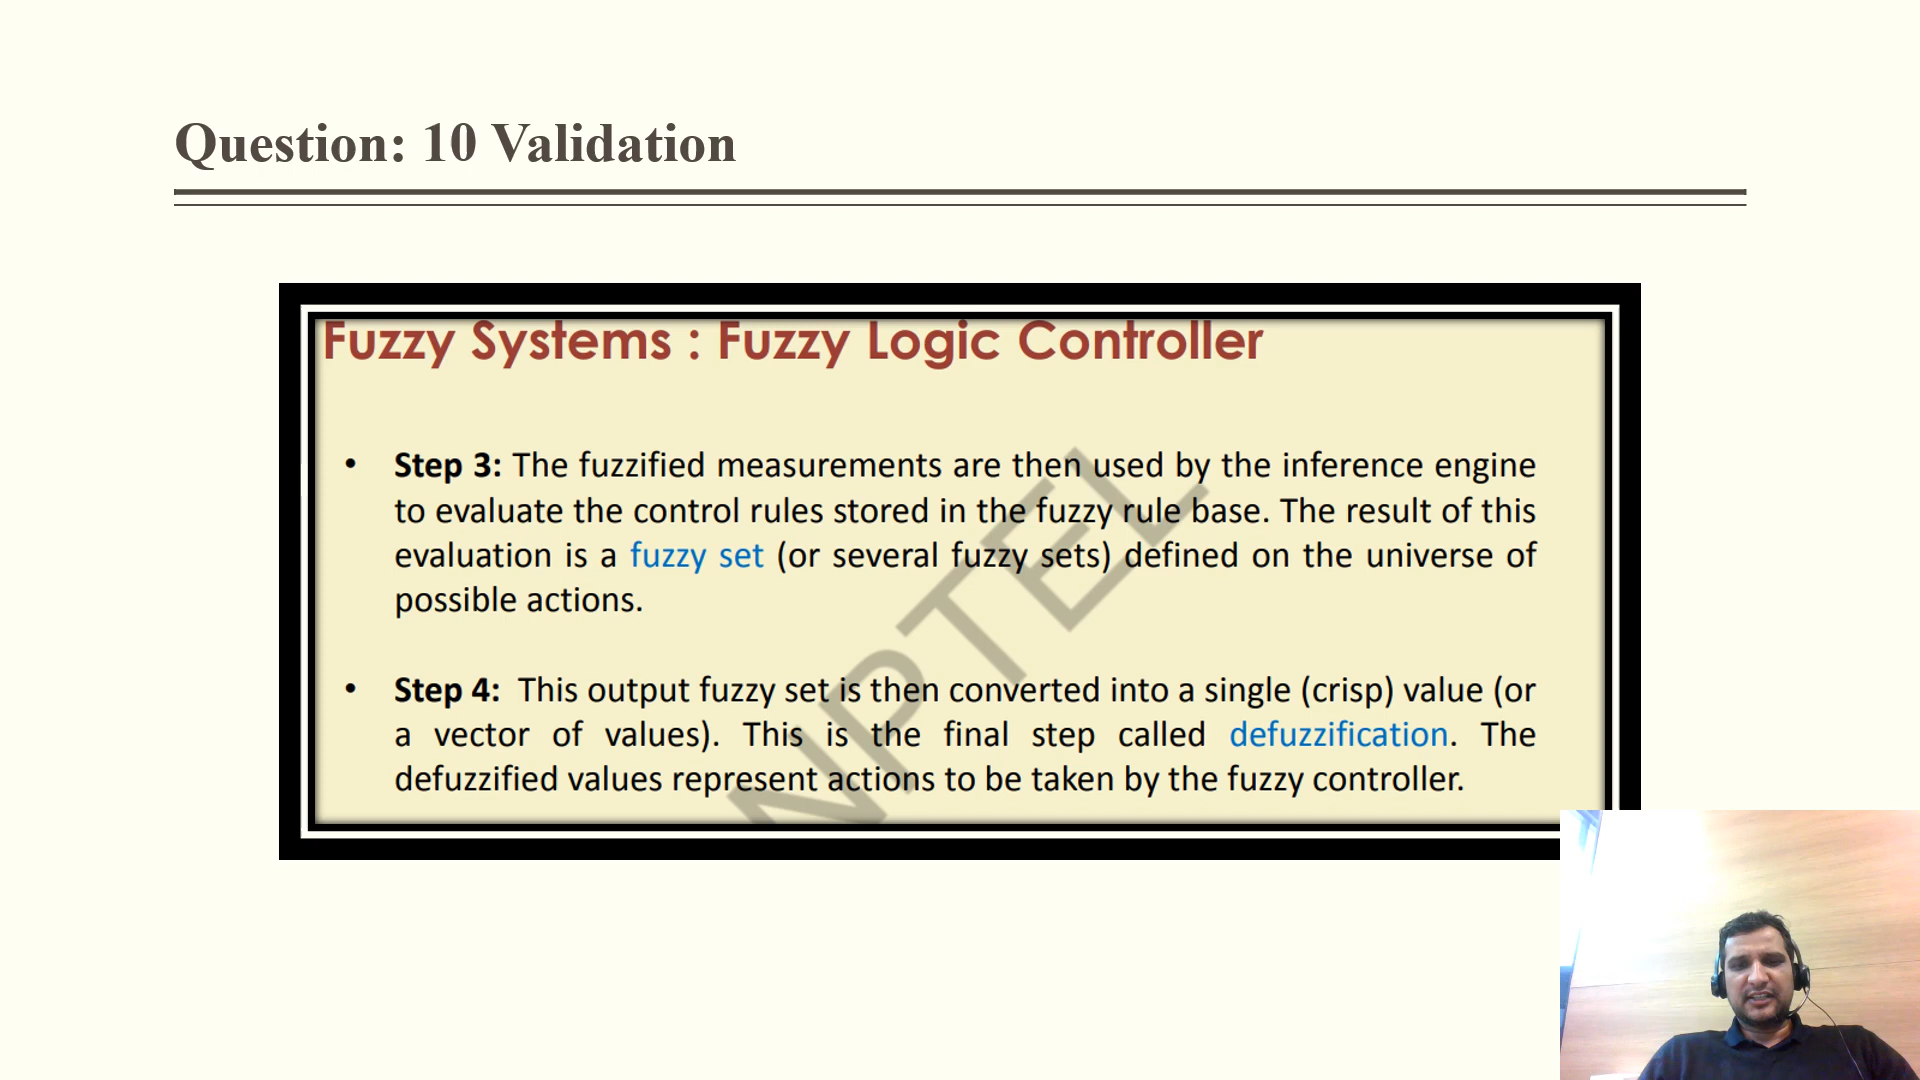 Question: 10 Validation
Fuzzy Systems : Fuzzy Logic Controller
• Step 3: The fuzzified measurements are then used by the inference engine
to evaluate the control rules stored in the fuzzy rule base. The result of this
evaluation is a fuzzy set (or several fuzzy sets) defined on the universe of
possible actions.
• Step 4: This output fuzzy set is then converted into a single (crisp) value (or
a vector of values). This is the final step called defuzzification. The
defuzzified values represent actions to be taken by the fuzzy controller.
NPTEL